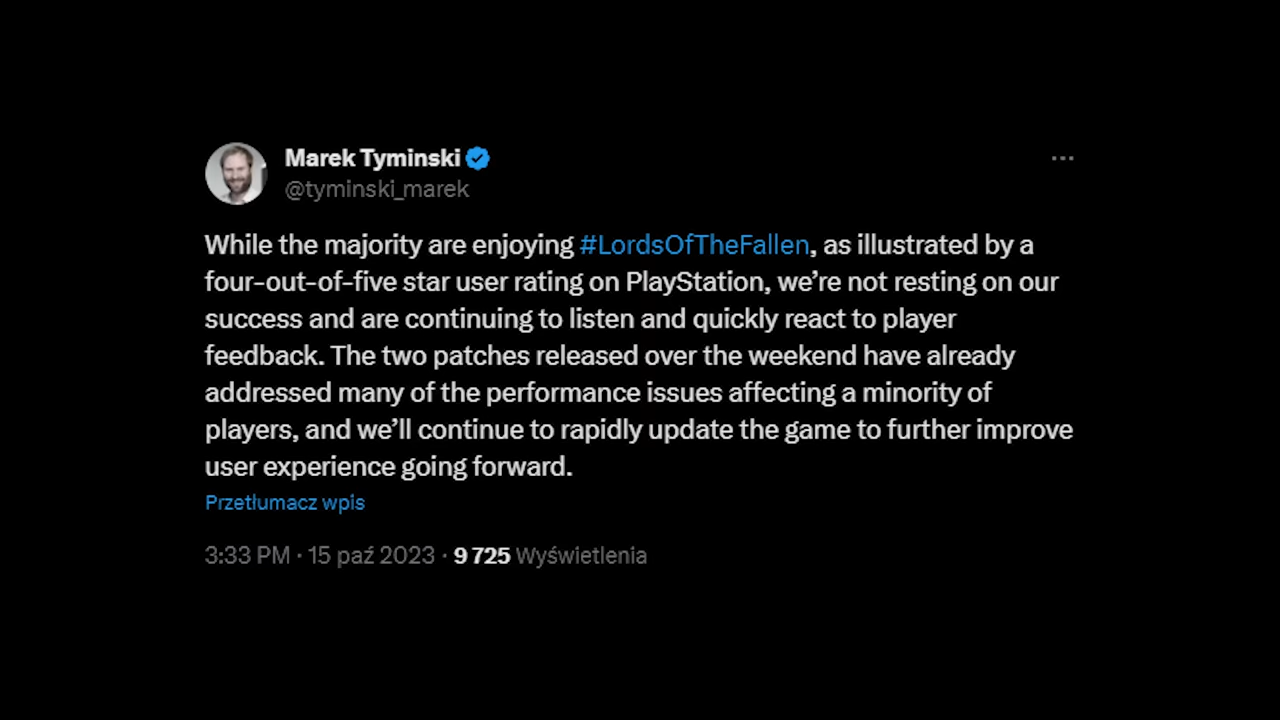 Marek Tyminski
@tyminski_marek
While the majority are enjoying #LordsOfTheFallen, as illustrated by a
four-out-of-five star user rating on PlayStation, we’re not resting on our
success and are continuing to listen and quickly react to player
feedback. The two patches released over the weekend have already
addressed many of the performance issues affecting a minority of
players, and we’ll continue to rapidly update the game to further improve
user experience going forward.
Przetłumacz wpis
3:33 PM · 15 paź 2023 · 9 725 Wyświetlenia